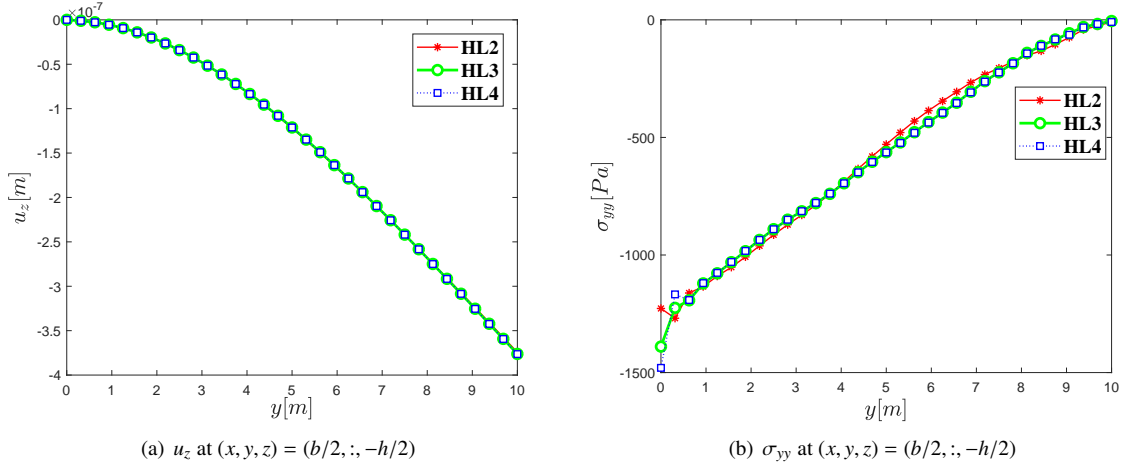 ×10⁻⁷
0
-0.5
-1
-1.5
-2
-2.5
-3
-3.5
-4
u_z[m]
0 1 2 3 4 5 6 7 8 9 10
y[m]
HL2
HL3
HL4
(a) u_z at (x, y, z) = (b/2, :, −h/2)
0
-500
-1000
-1500
σ_yy[Pa]
0 1 2 3 4 5 6 7 8 9 10
y[m]
HL2
HL3
HL4
(b) σ_yy at (x, y, z) = (b/2, :, −h/2)